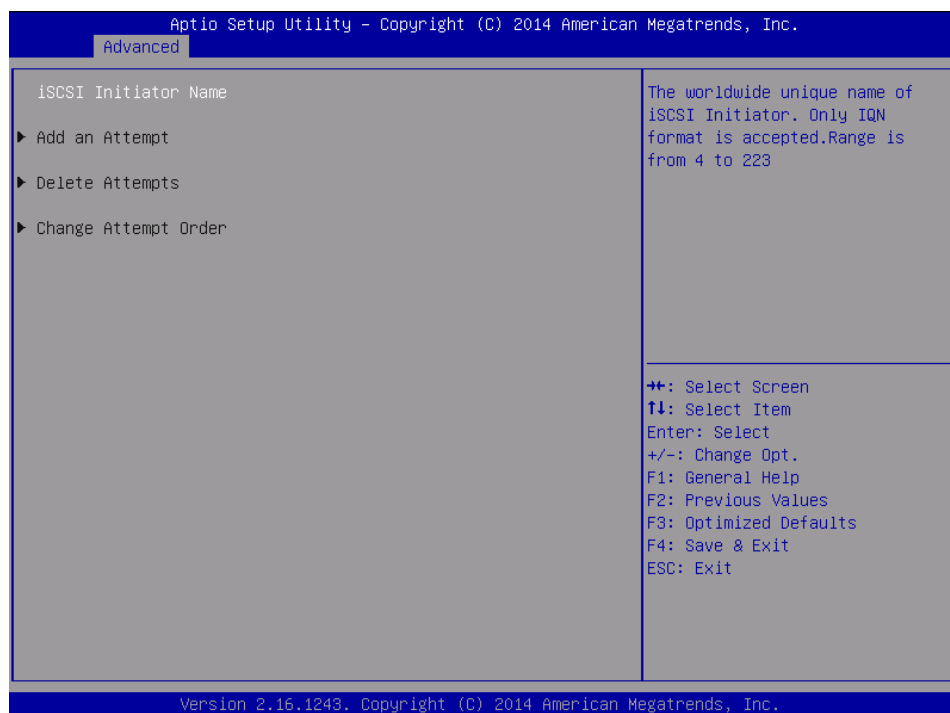 Aptio Setup Utility – Copyright (C) 2014 American Megatrends, Inc.
Advanced
iSCSI Initiator Name
▶ Add an Attempt
▶ Delete Attempts
▶ Change Attempt Order
The worldwide unique name of
iSCSI Initiator. Only IQN
format is accepted.Range is
from 4 to 223
→←: Select Screen
↑↓: Select Item
Enter: Select
+/-: Change Opt.
F1: General Help
F2: Previous Values
F3: Optimized Defaults
F4: Save & Exit
ESC: Exit
Version 2.16.1243. Copyright (C) 2014 American Megatrends, Inc.